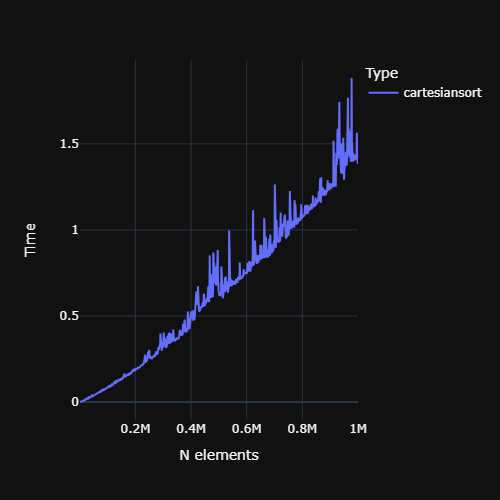 Type
cartesiansort
1.5
1
0.5
0
Time
0.2M 0.4M 0.6M 0.8M 1M
N elements